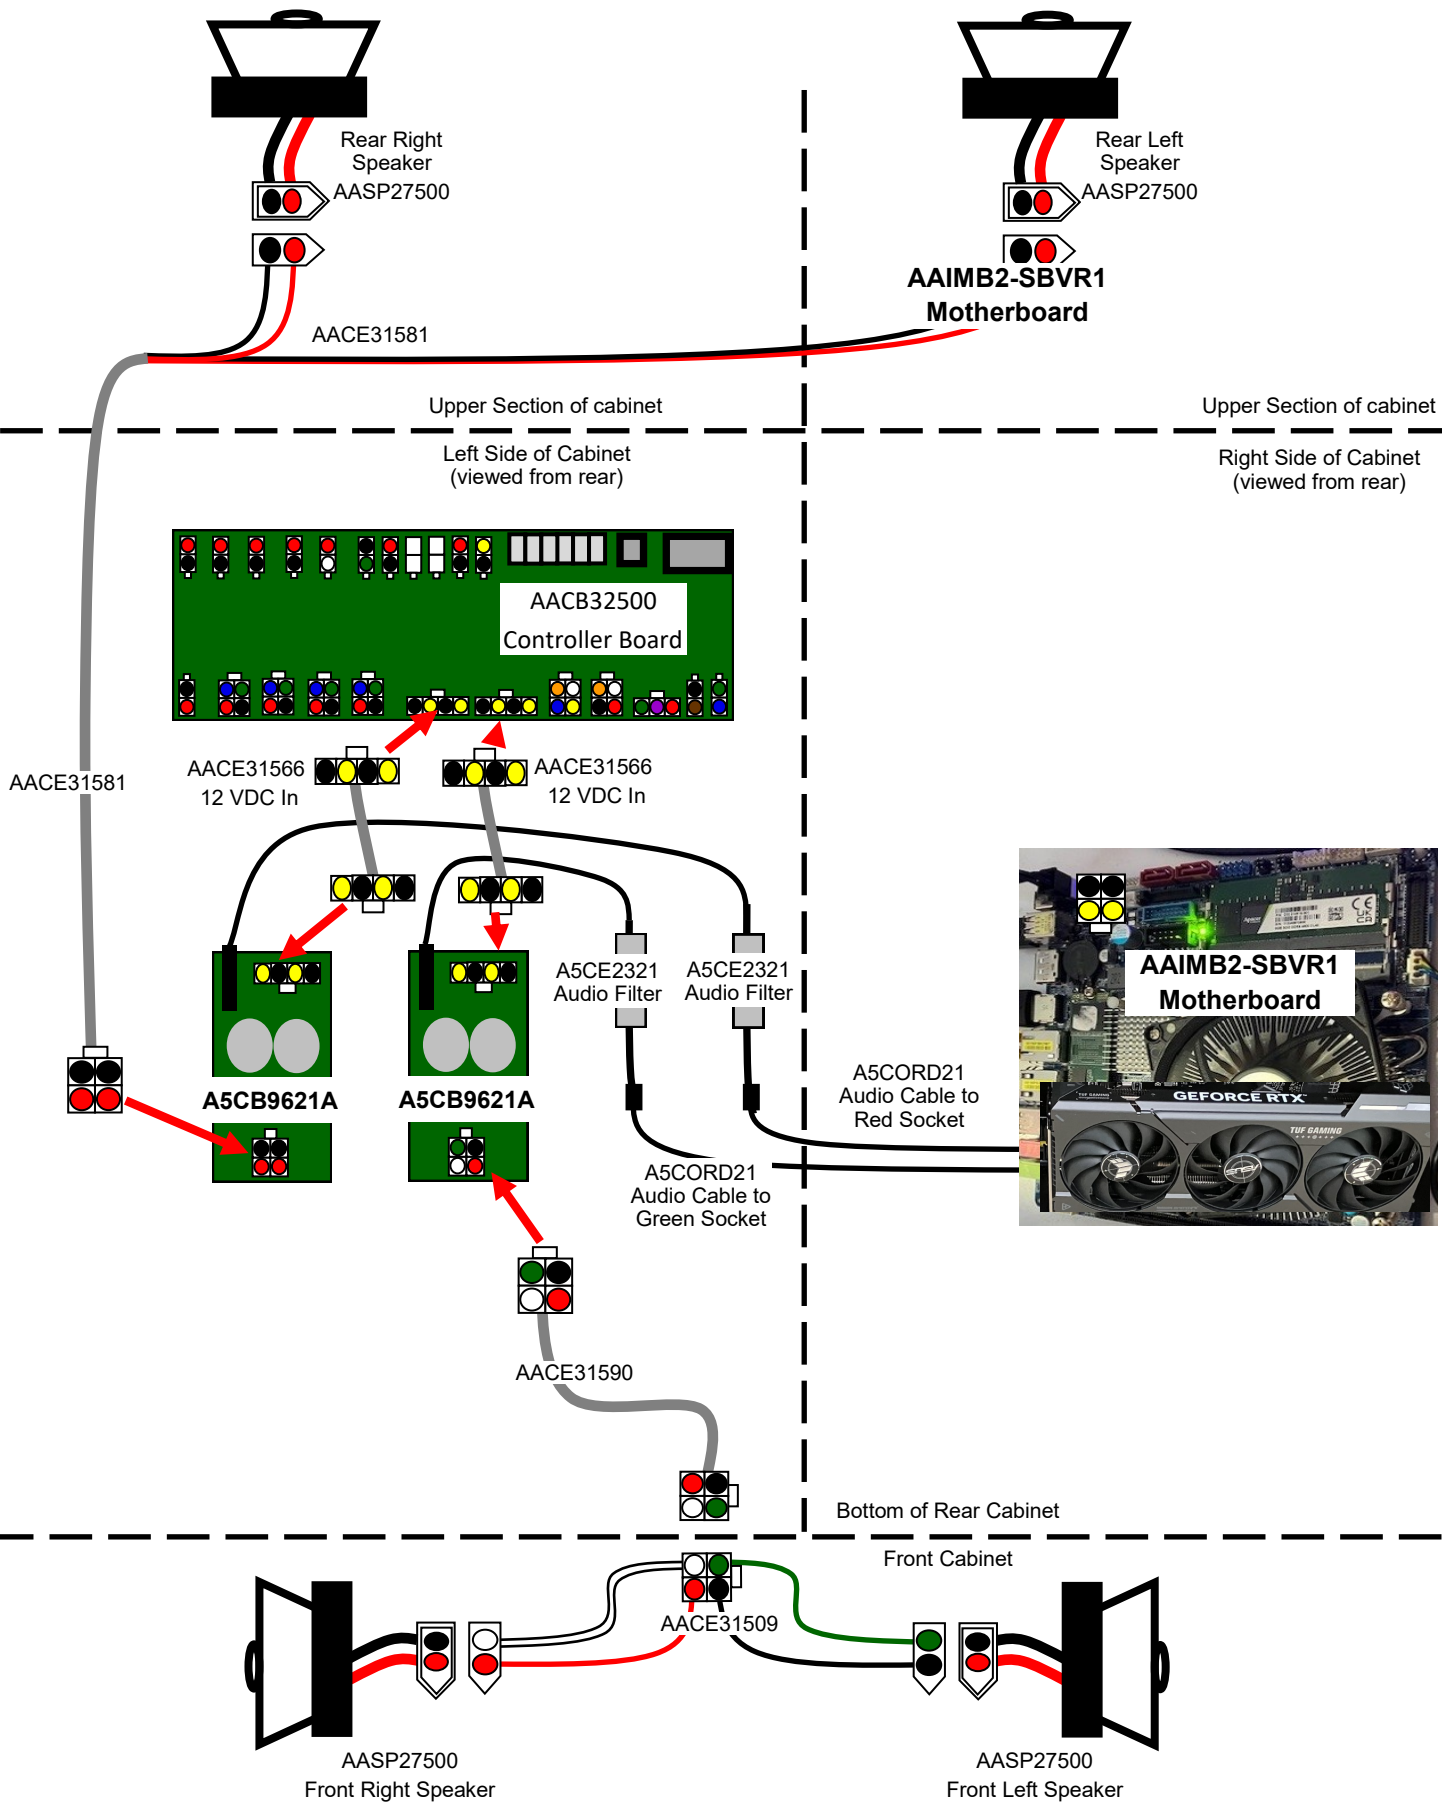 Rear Right
Speaker
AASP27500
Rear Left
Speaker
AASP27500
AAIMB2-SBVR1
Motherboard
AACE31581
Upper Section of cabinet
Upper Section of cabinet
Left Side of Cabinet
(viewed from rear)
Right Side of Cabinet
(viewed from rear)
AACB32500
Controller Board
AACE31581
AACE31566
12 VDC In
AACE31566
12 VDC In
A5CE2321
Audio Filter
A5CE2321
Audio Filter
AAIMB2-SBVR1
Motherboard
A5CB9621A
A5CB9621A
A5CORD21
Audio Cable to
Red Socket
GEFORCE RTX
TUF GAMING
A5CORD21
Audio Cable to
Green Socket
AACE31590
Bottom of Rear Cabinet
Front Cabinet
AACE31509
AASP27500
Front Right Speaker
AASP27500
Front Left Speaker